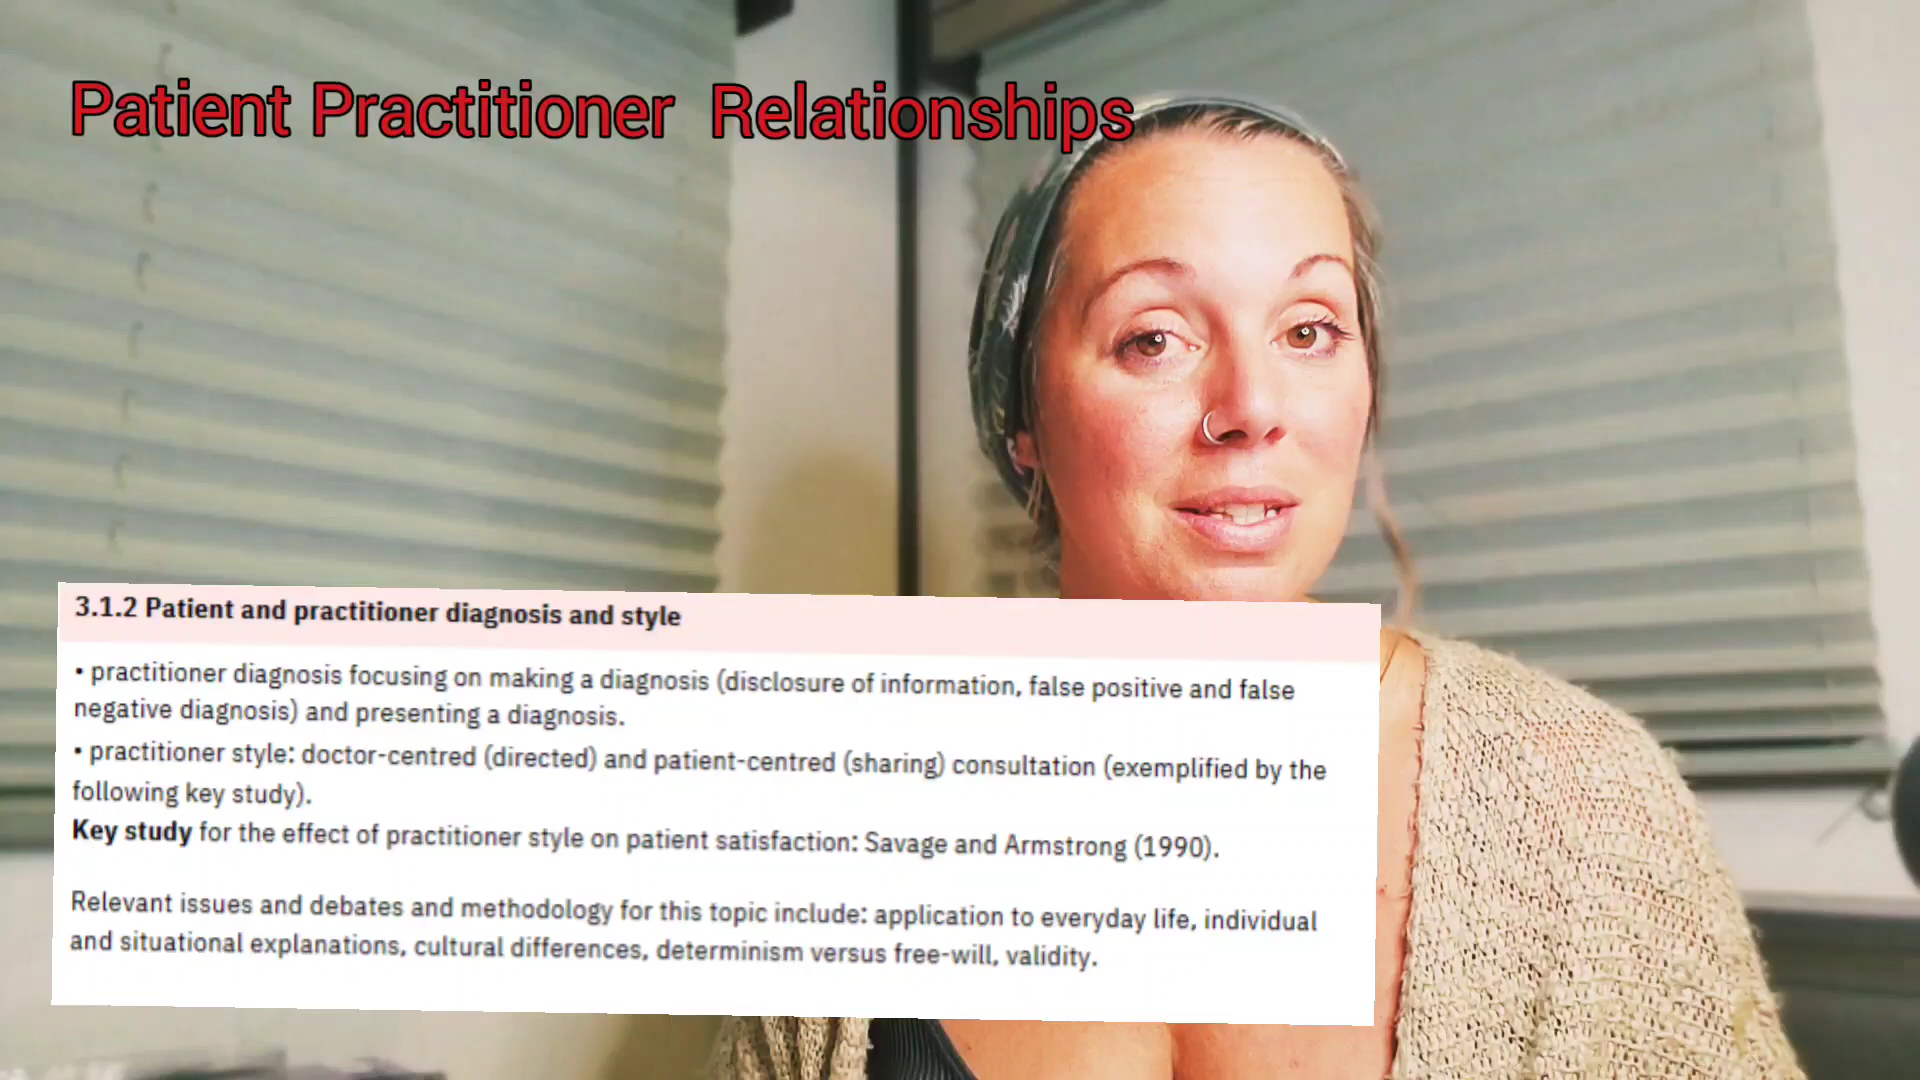 Patient Practitioner Relationships
3.1.2 Patient and practitioner diagnosis and style
• practitioner diagnosis focusing on making a diagnosis (disclosure of information, false positive and false
negative diagnosis) and presenting a diagnosis.
• practitioner style: doctor-centred (directed) and patient-centred (sharing) consultation (exemplified by the
following key study).
Key study for the effect of practitioner style on patient satisfaction: Savage and Armstrong (1990).
Relevant issues and debates and methodology for this topic include: application to everyday life, individual
and situational explanations, cultural differences, determinism versus free-will, validity.